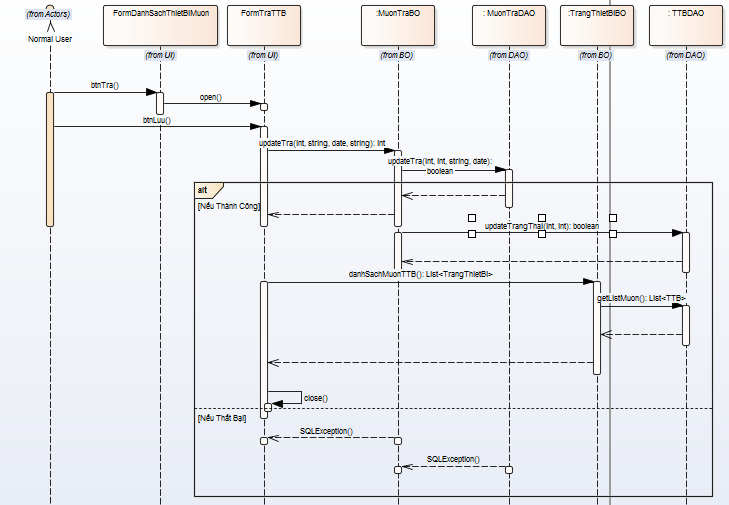 (from Actors)
Normal User
FormDanhSachThietBiMuon
(from UI)
FormTraTTB
(from UI)
:MuonTraBO
(from BO)
: MuonTraDAO
(from DAO)
:TrangThietBiBO
(from BO)
: TTBDAO
(from DAO)
btnTra()
open()
btnLuu()
updateTra(int, string, date, string): int
updateTra(int, int, string, date):
boolean
alt
[Nếu Thành Công]
updateTrangThai(int, int): boolean
danhSachMuonTTB(): List<TrangThietBi>
getListMuon(): List<TTB>
close()
[Nếu Thất Bại]
SQLException()
SQLException()